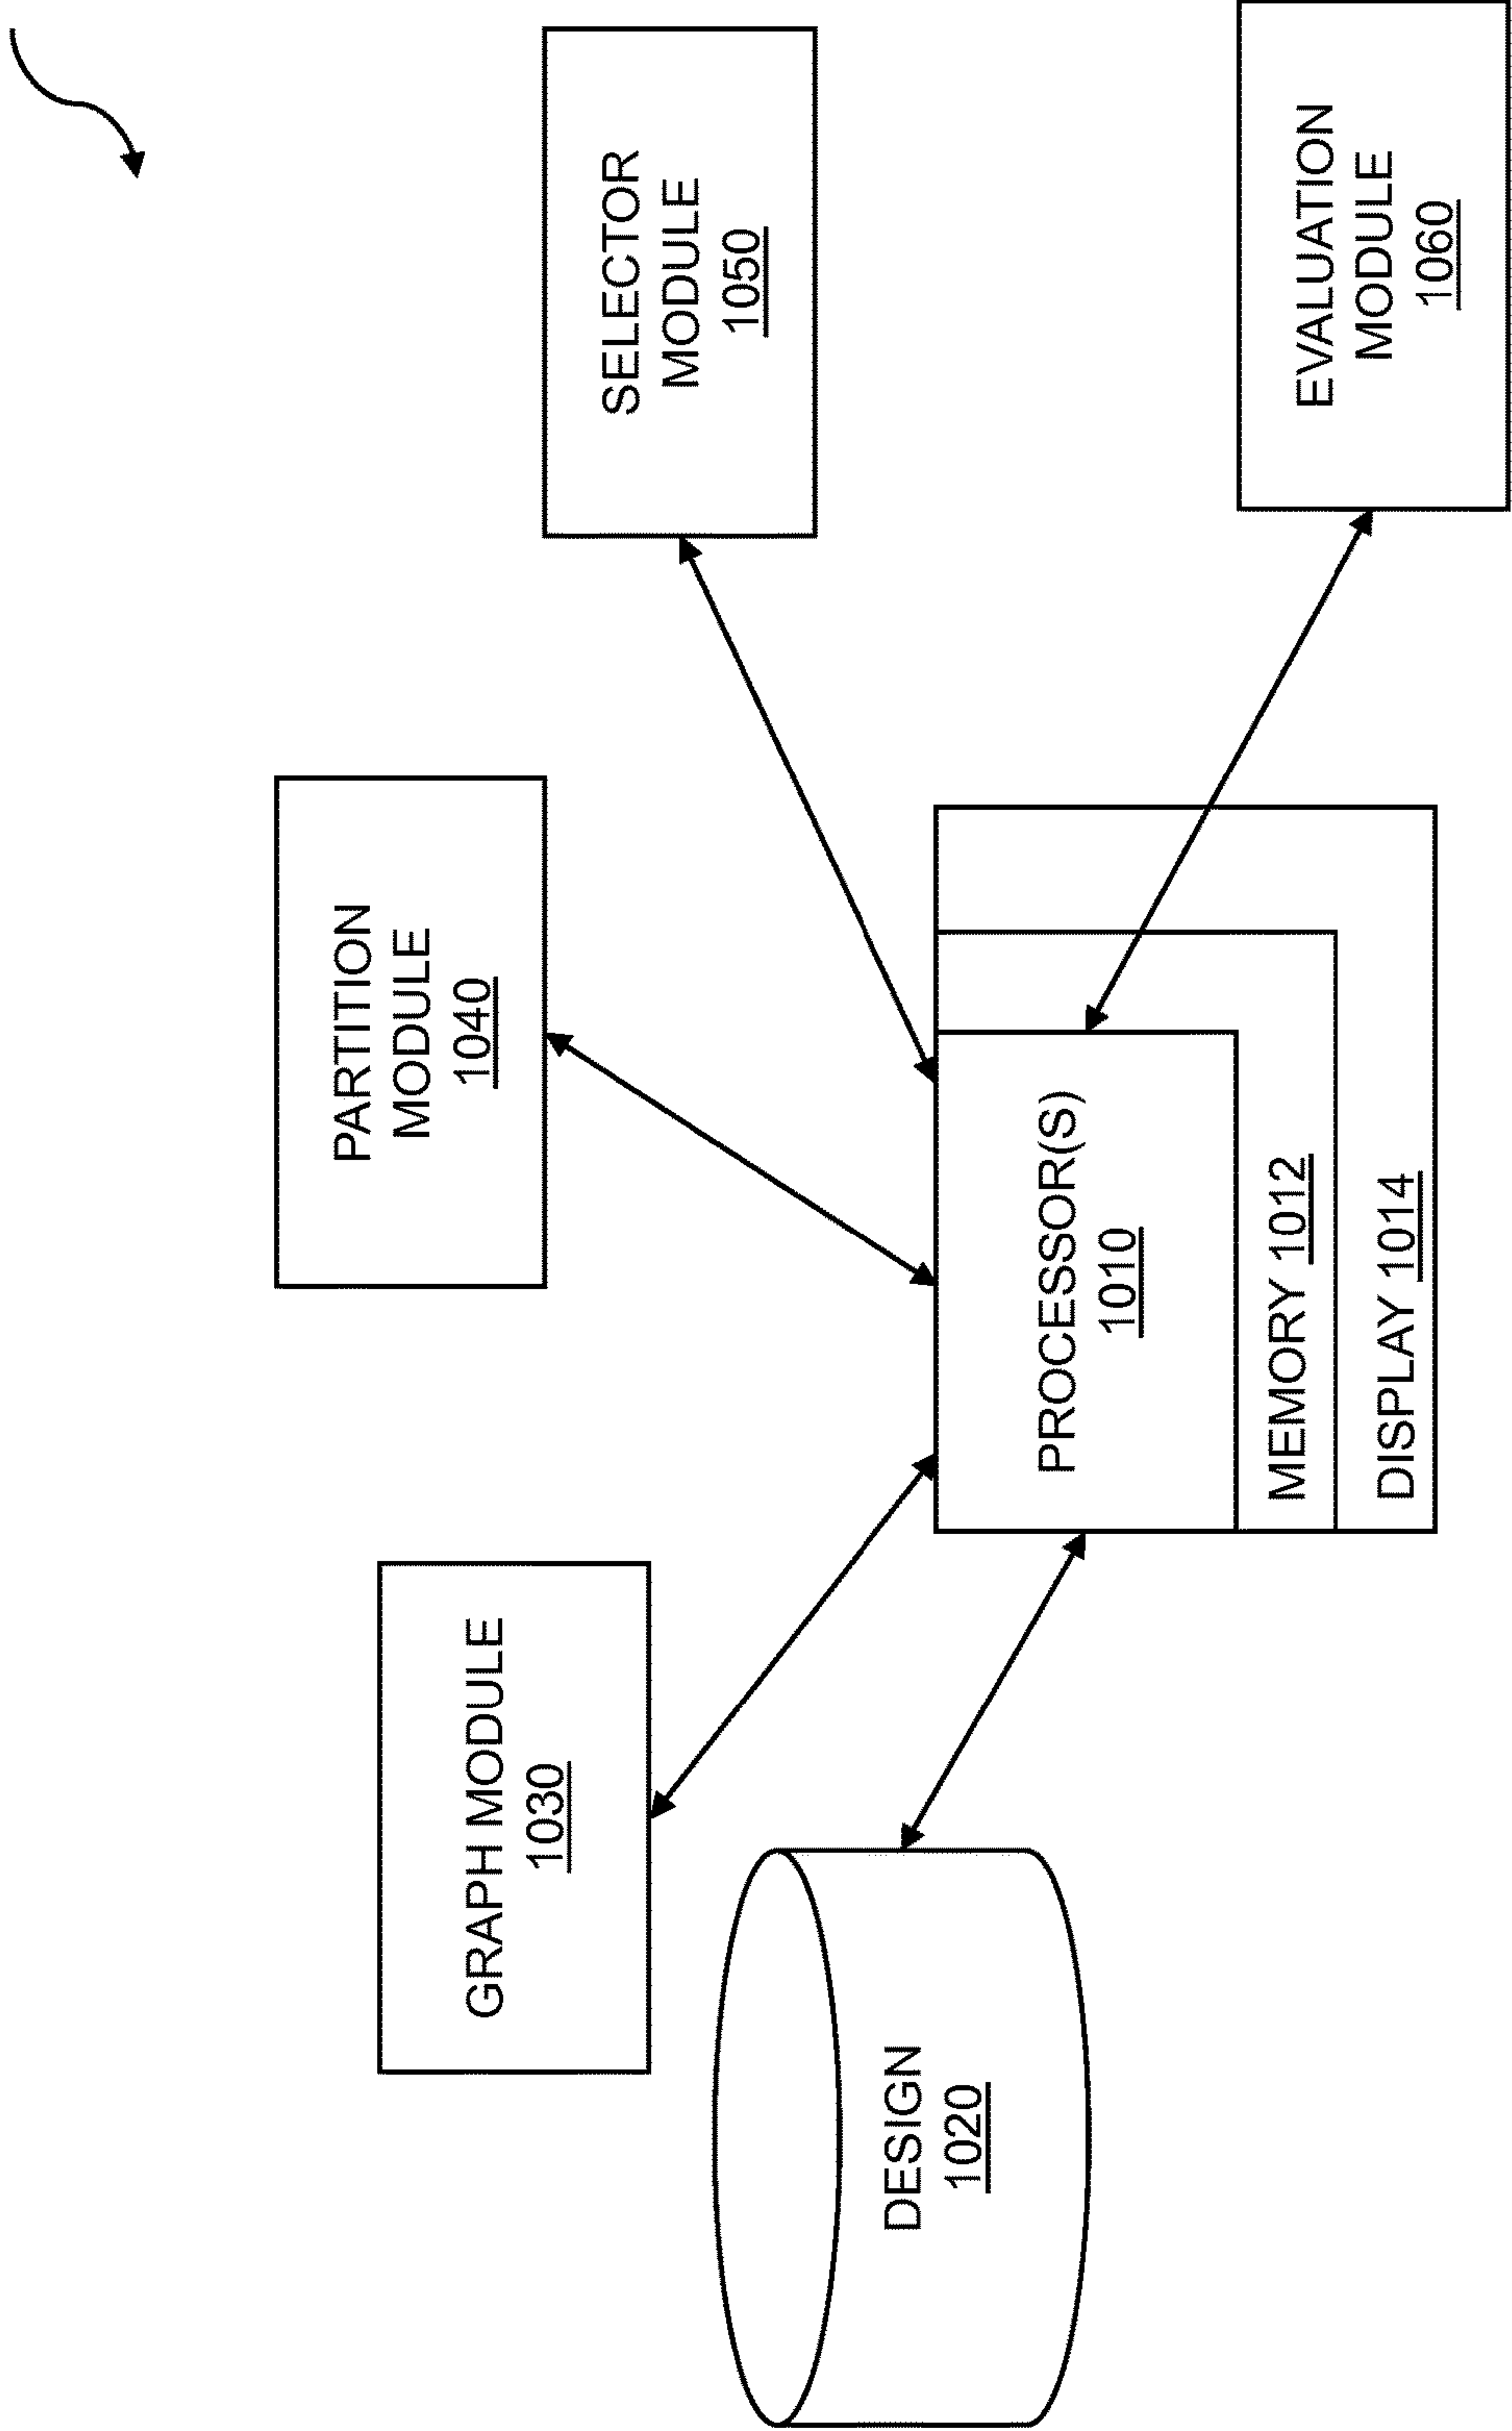 GRAPH MODULE
1030
PARTITION
MODULE
1040
SELECTOR
MODULE
1050
DESIGN
1020
PROCESSOR(S)
1010
MEMORY 1012
DISPLAY 1014
EVALUATION
MODULE
1060